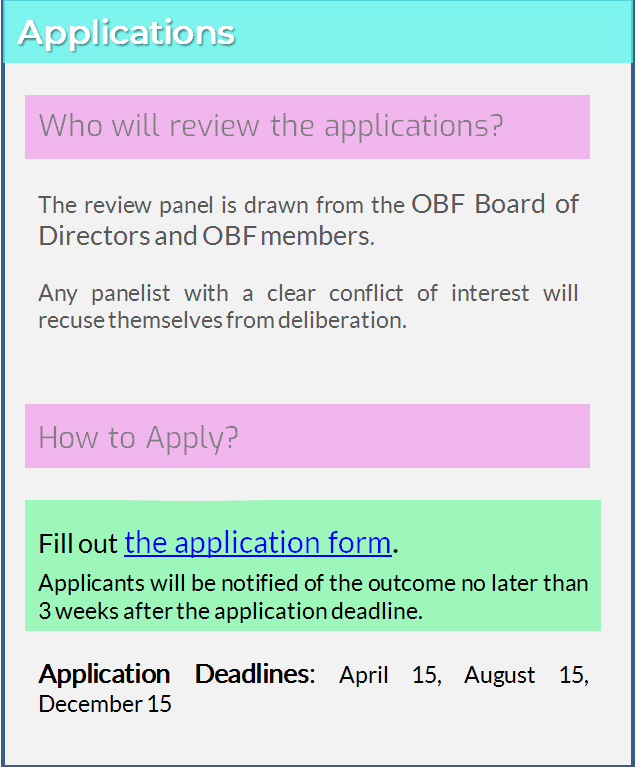 Applications
Who will review the applications?
The review panel is drawn from the OBF Board of
Directors and OBF members.
Any panelist with a clear conflict of interest will
recuse themselves from deliberation.
How to Apply?
Fill out the application form.
Applicants will be notified of the outcome no later than
3 weeks after the application deadline.
Application Deadlines: April 15, August 15,
December 15